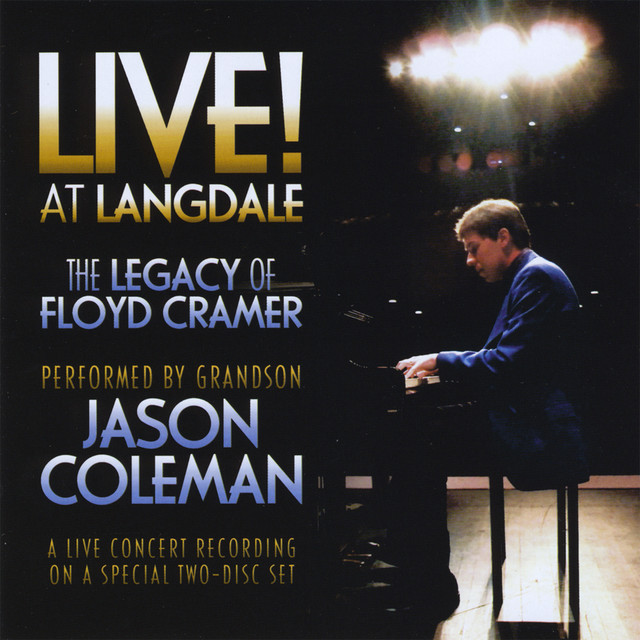 LIVE!
AT LANGDALE
THE LEGACY OF
FLOYD CRAMER
PERFORMED BY GRANDSON
JASON
COLEMAN
A LIVE CONCERT RECORDING
ON A SPECIAL TWO-DISC SET